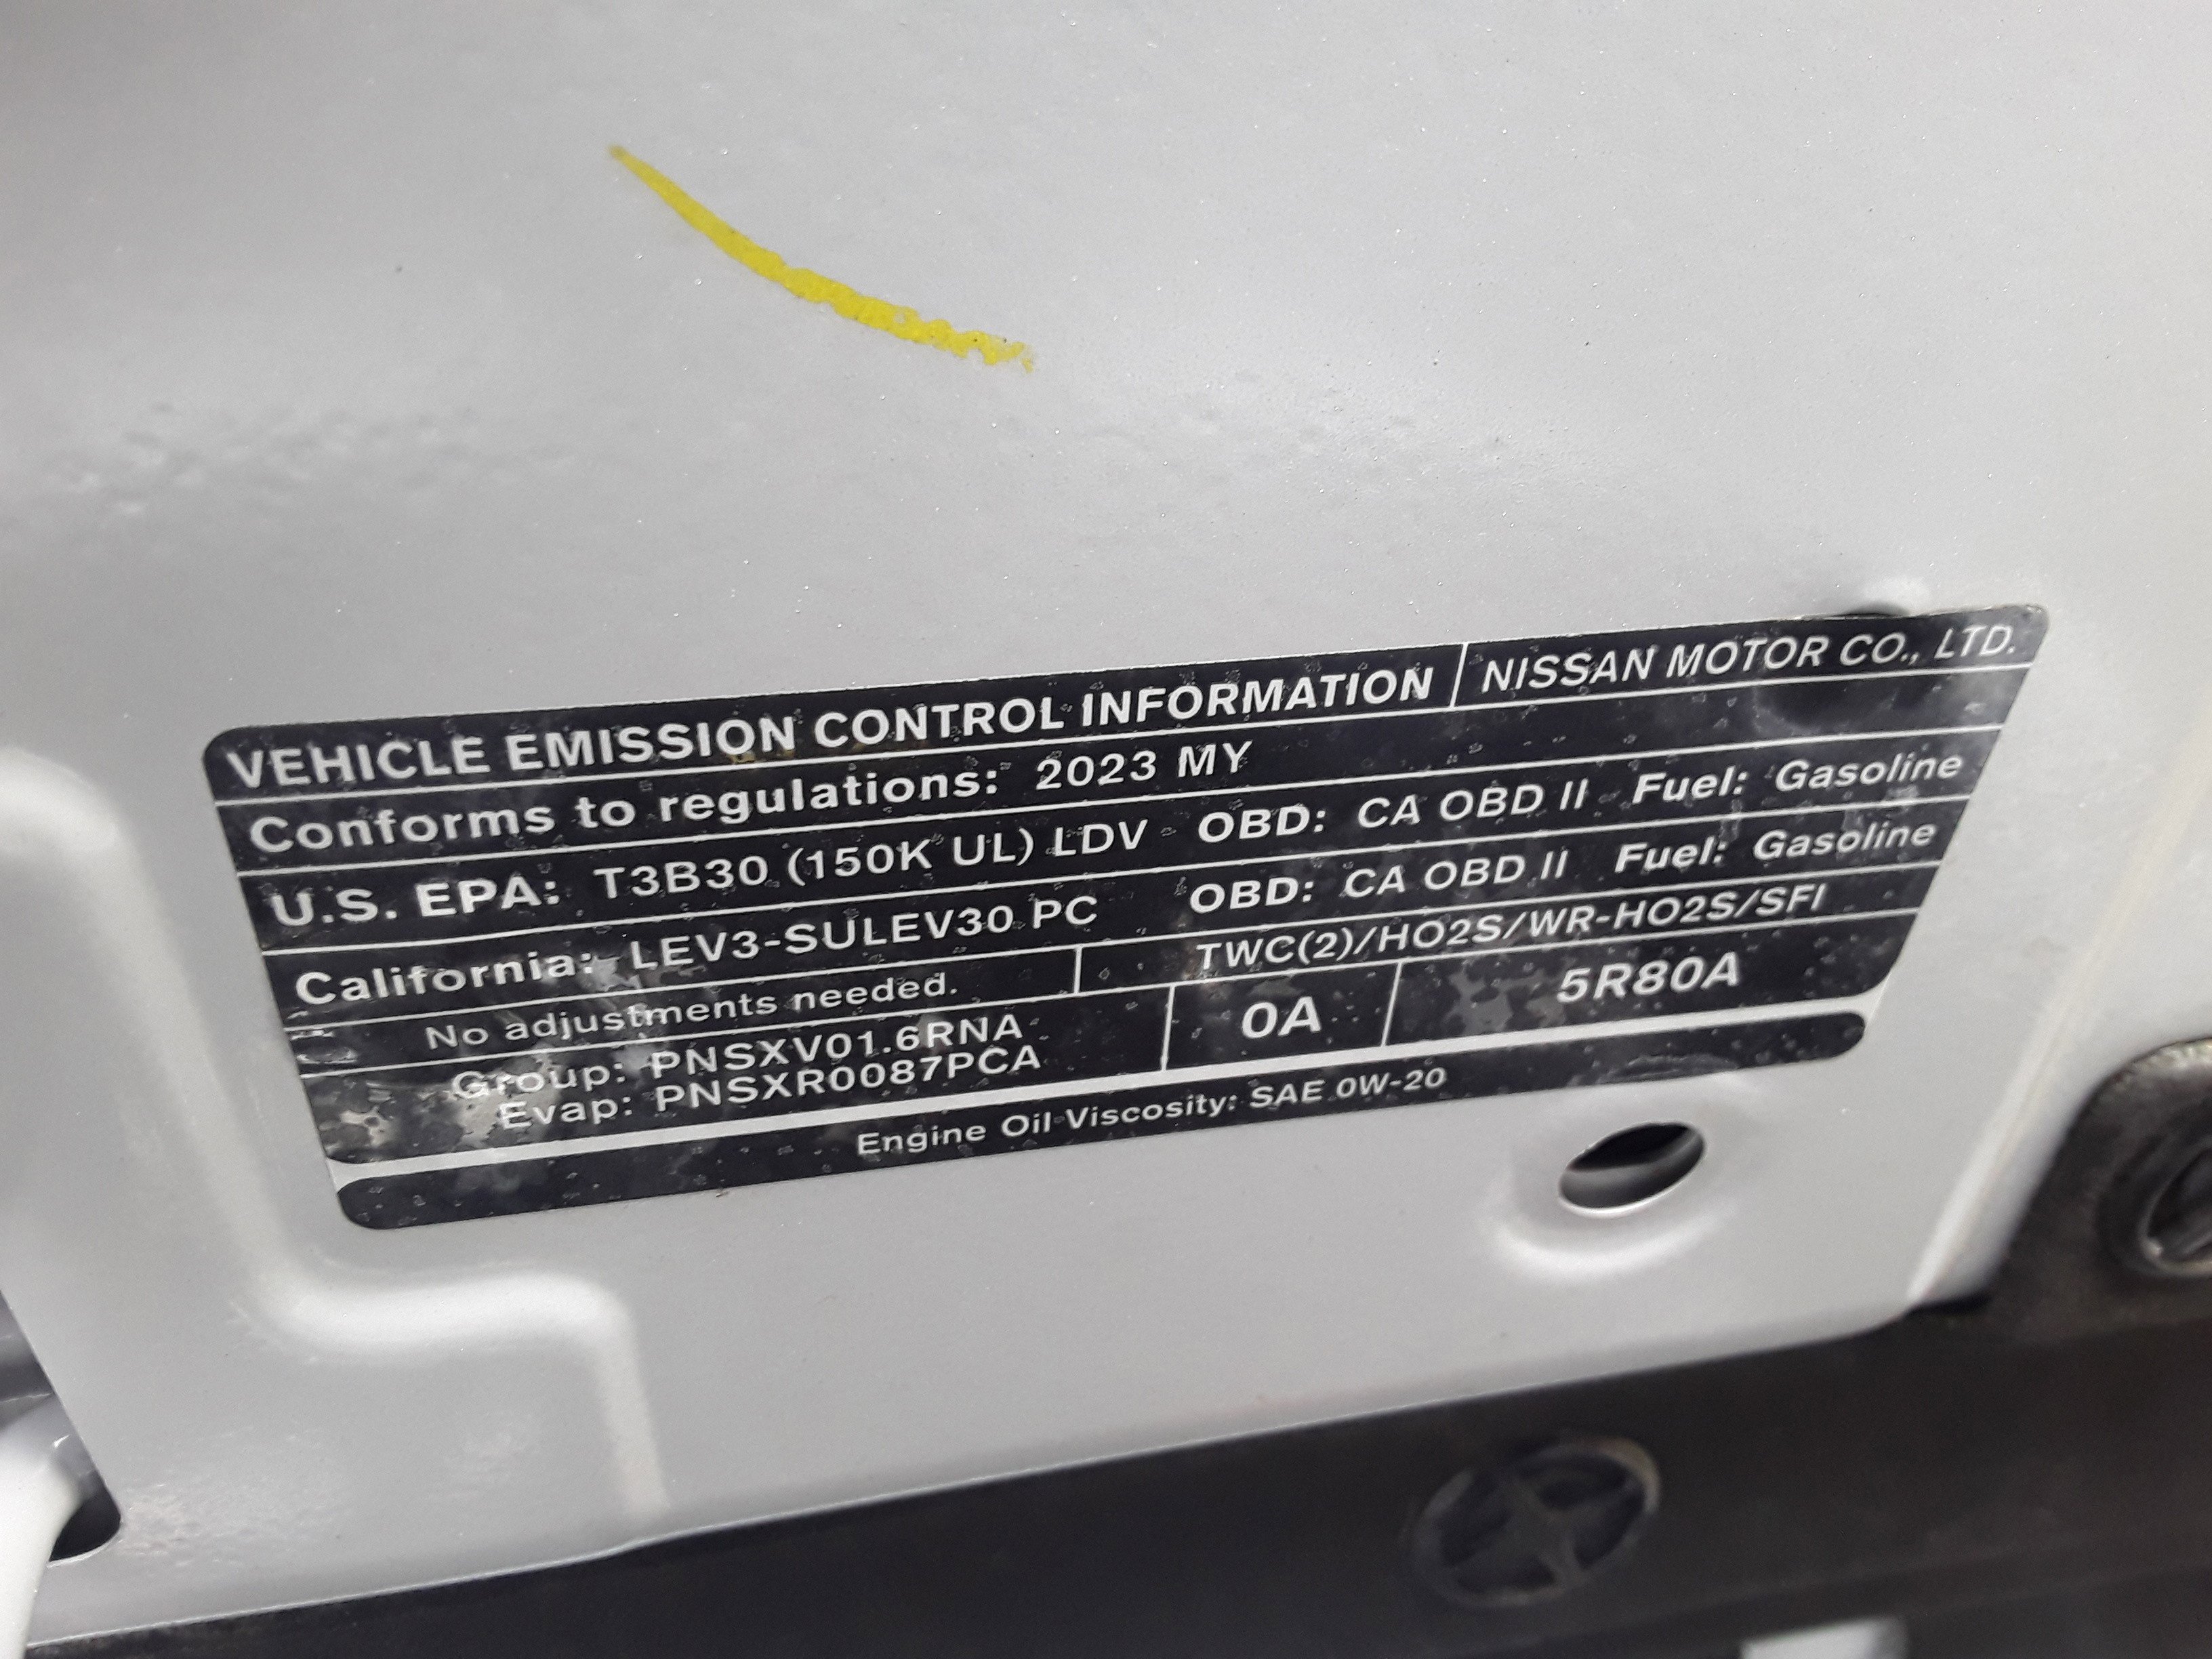 VEHICLE EMISSION CONTROL INFORMATION NISSAN MOTOR CO., LTD.
Conforms to regulations: 2023 MY
U.S. EPA: T3B30 (150K UL) LDV OBD: CA OBD II Fuel: Gasoline
California: LEV3-SULEV30 PC OBD: CA OBD II Fuel: Gasoline
No adjustments needed. TWC(2)/HO2S/WR-HO2S/SFI
Group: PNSXV01.6RNA 0A 5R80A
Evap: PNSXR0087PCA
Engine Oil Viscosity: SAE 0W-20